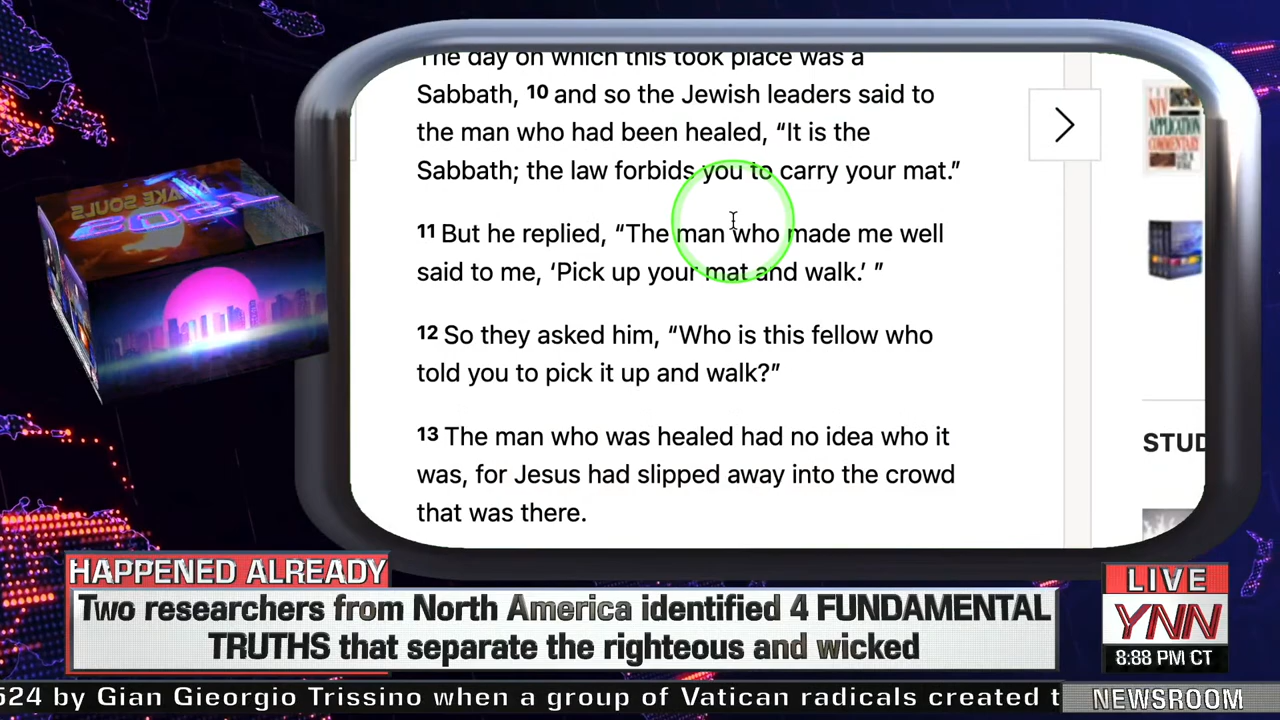 The day on which this took place was a
Sabbath, 10 and so the Jewish leaders said to
the man who had been healed, “It is the
Sabbath; the law forbids you to carry your mat.”
11 But he replied, “The man who made me well
said to me, ‘Pick up your mat and walk.’ ”
12 So they asked him, “Who is this fellow who
told you to pick it up and walk?”
13 The man who was healed had no idea who it
was, for Jesus had slipped away into the crowd
that was there.
NIV
APPLICATION
STUD
HAPPENED ALREADY
Two researchers from North America identified 4 FUNDAMENTAL
TRUTHS that separate the righteous and wicked
LIVE
YNN
8:88 PM CT
524 by Gian Gieorgio Trissino when a group of Vatican radicals created t
NEWSROOM